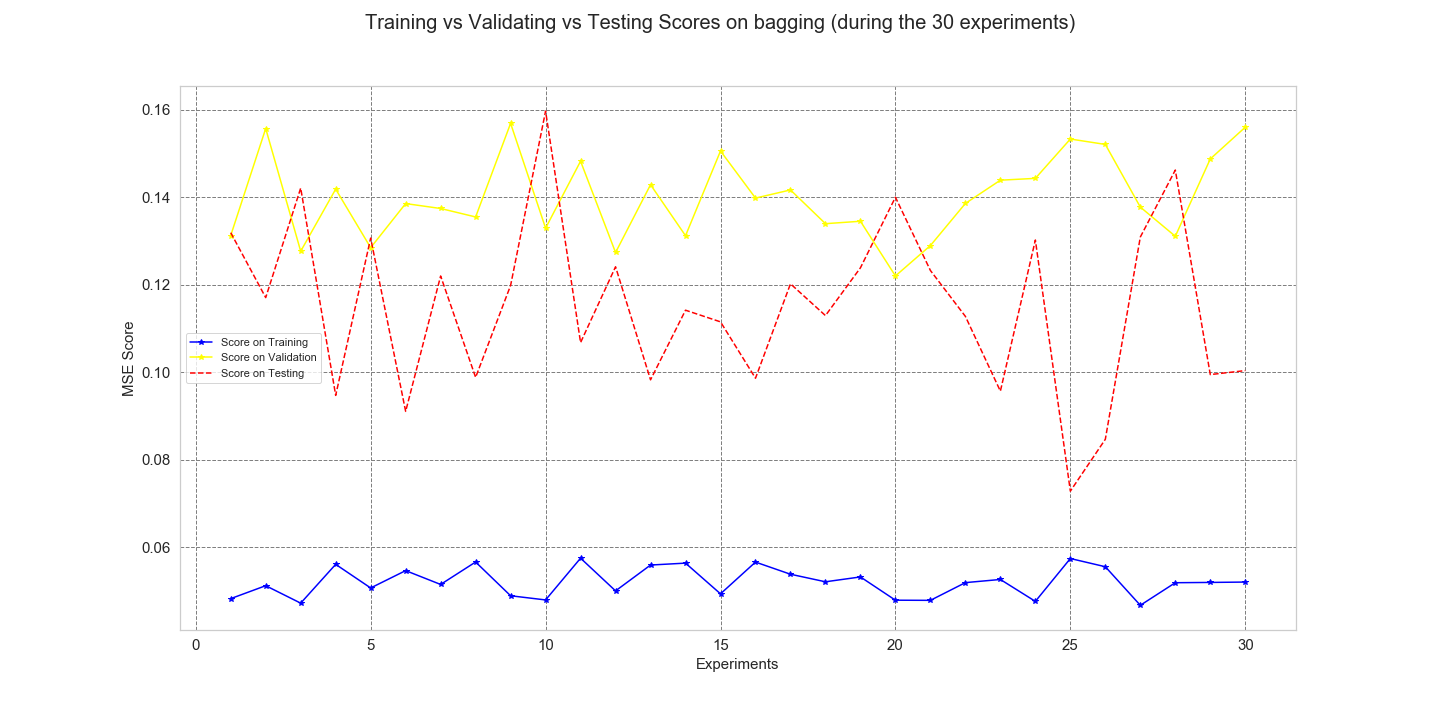 Training vs Validating vs Testing Scores on bagging (during the 30 experiments)
0.16
0.14
0.12
0.10
0.08
0.06
MSE Score
Score on Training
Score on Validation
Score on Testing
0 5 10 15 20 25 30
Experiments